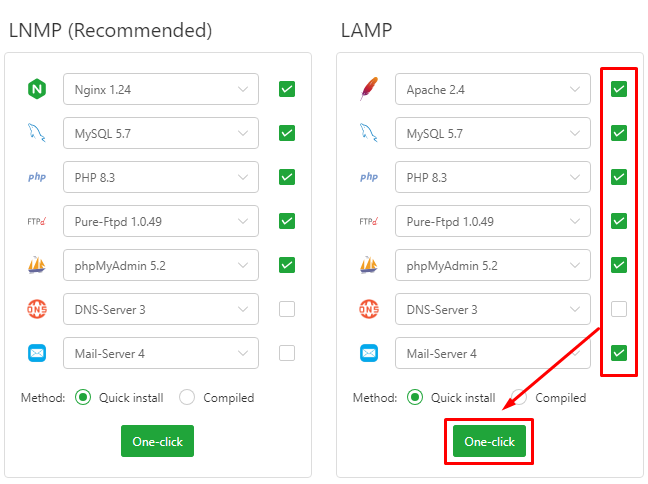 LNMP (Recommended)
Nginx 1.24
MySQL 5.7
php PHP 8.3
FTPd Pure-Ftpd 1.0.49
phpMyAdmin 5.2
DNS DNS-Server 3
Mail-Server 4
Method: Quick install Compiled
One-click
LAMP
Apache 2.4
MySQL 5.7
php PHP 8.3
FTPd Pure-Ftpd 1.0.49
phpMyAdmin 5.2
DNS DNS-Server 3
Mail-Server 4
Method: Quick install Compiled
One-click